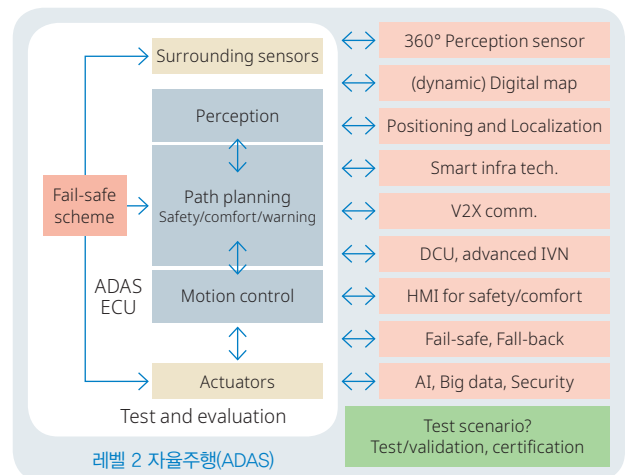 Surrounding sensors
Perception
Path planning
Safety/comfort/warning
Motion control
Actuators
Fail-safe
scheme
ADAS
ECU
Test and evaluation
레벨 2 자율주행(ADAS)
360° Perception sensor
(dynamic) Digital map
Positioning and Localization
Smart infra tech.
V2X comm.
DCU, advanced IVN
HMI for safety/comfort
Fail-safe, Fall-back
AI, Big data, Security
Test scenario?
Test/validation, certification